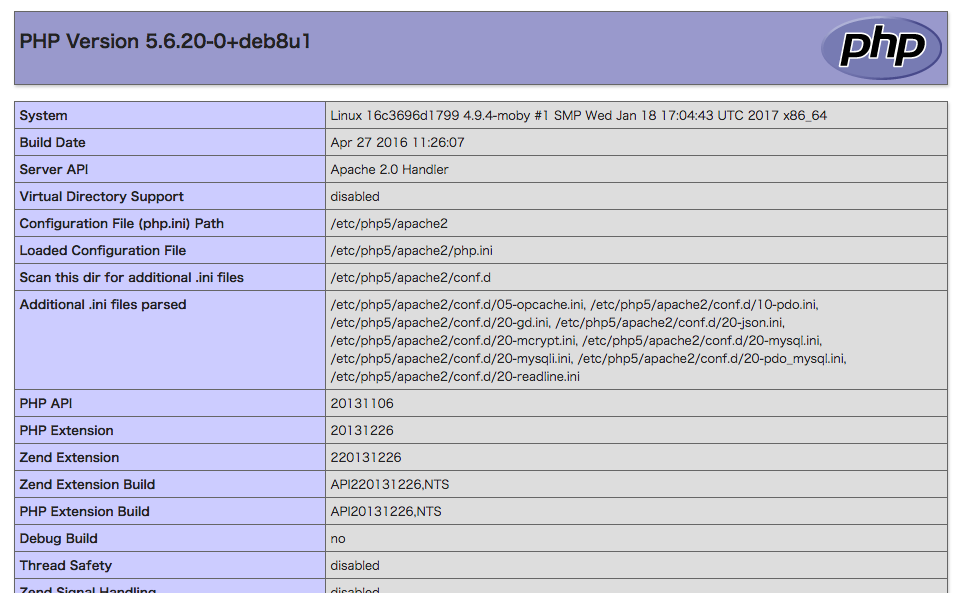 PHP Version 5.6.20-0+deb8u1
php
System Linux 16c3696d1799 4.9.4-moby #1 SMP Wed Jan 18 17:04:43 UTC 2017 x86_64
Build Date Apr 27 2016 11:26:07
Server API Apache 2.0 Handler
Virtual Directory Support disabled
Configuration File (php.ini) Path /etc/php5/apache2
Loaded Configuration File /etc/php5/apache2/php.ini
Scan this dir for additional .ini files /etc/php5/apache2/conf.d
Additional .ini files parsed /etc/php5/apache2/conf.d/05-opcache.ini, /etc/php5/apache2/conf.d/10-pdo.ini,
/etc/php5/apache2/conf.d/20-gd.ini, /etc/php5/apache2/conf.d/20-json.ini,
/etc/php5/apache2/conf.d/20-mcrypt.ini, /etc/php5/apache2/conf.d/20-mysql.ini,
/etc/php5/apache2/conf.d/20-mysqli.ini, /etc/php5/apache2/conf.d/20-pdo_mysql.ini,
/etc/php5/apache2/conf.d/20-readline.ini
PHP API 20131106
PHP Extension 20131226
Zend Extension 220131226
Zend Extension Build API220131226,NTS
PHP Extension Build API20131226,NTS
Debug Build no
Thread Safety disabled
Zend Signal Handling disabled